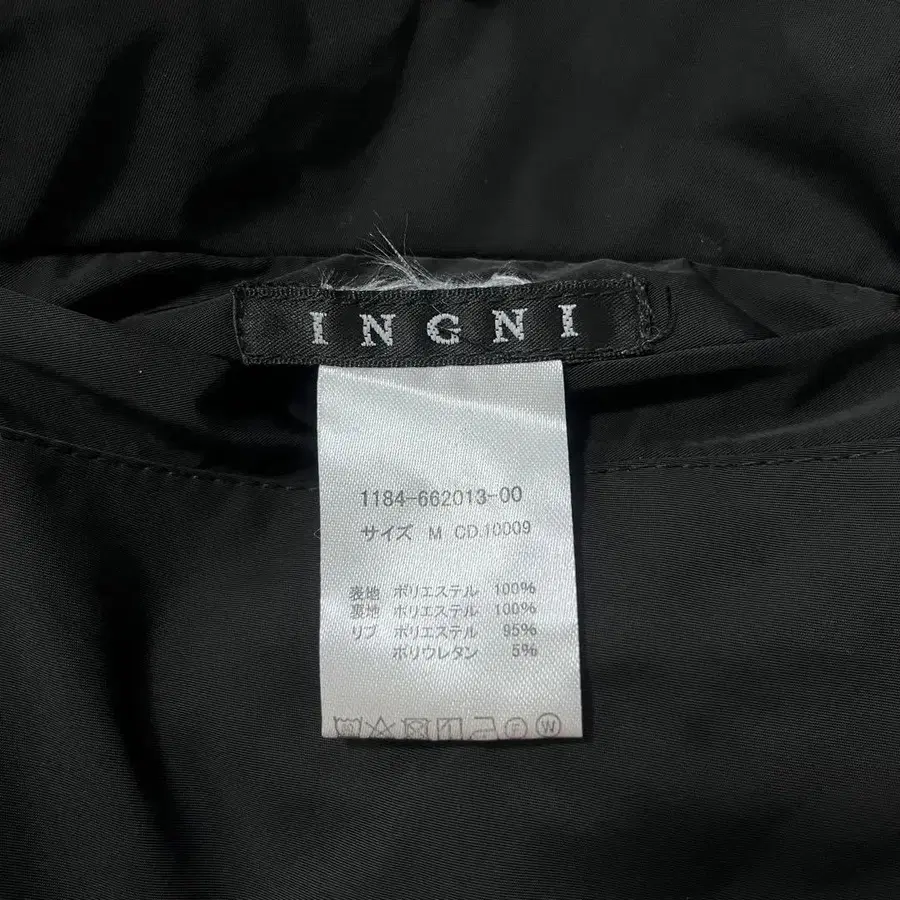 INGNI
1184-662013-00
サイズ M CD.10009
表地 ポリエステル 100%
裏地 ポリエステル 100%
リブ ポリエステル 95%
ポリウレタン 5%
F W